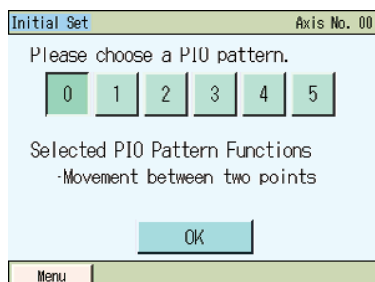 Initial Set Axis No. 00
Please choose a PIO pattern.
0 1 2 3 4 5
Selected PIO Pattern Functions
·Movement between two points
OK
Menu